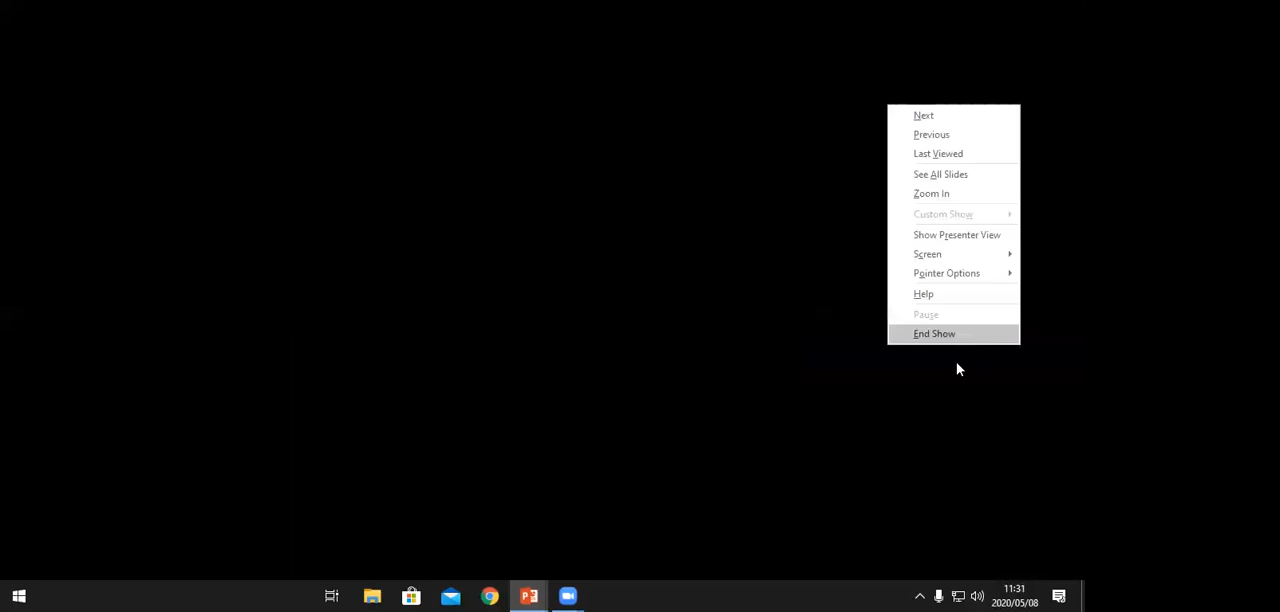 Next
Previous
Last Viewed
See All Slides
Zoom In
Custom Show
Show Presenter View
Screen
Pointer Options
Help
Pause
End Show
11:31
2020/05/08